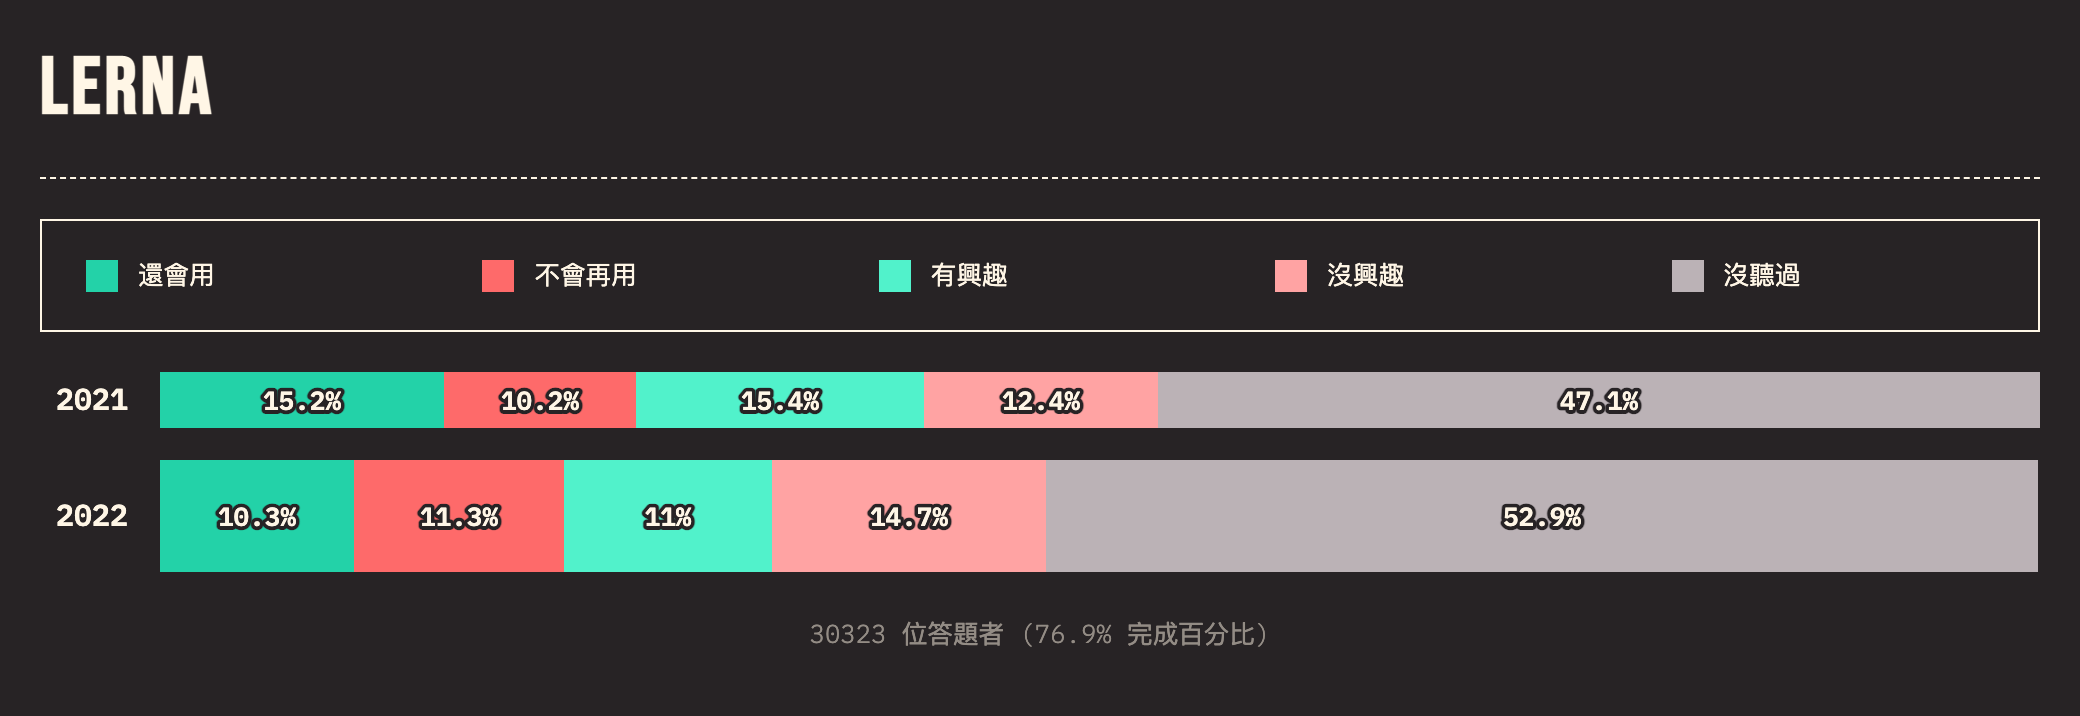 LERNA
還會用 不會再用 有興趣 沒興趣 沒聽過
2021 15.2% 10.2% 15.4% 12.4% 47.1%
2022 10.3% 11.3% 11% 14.7% 52.9%
30323 位答題者 (76.9% 完成百分比)